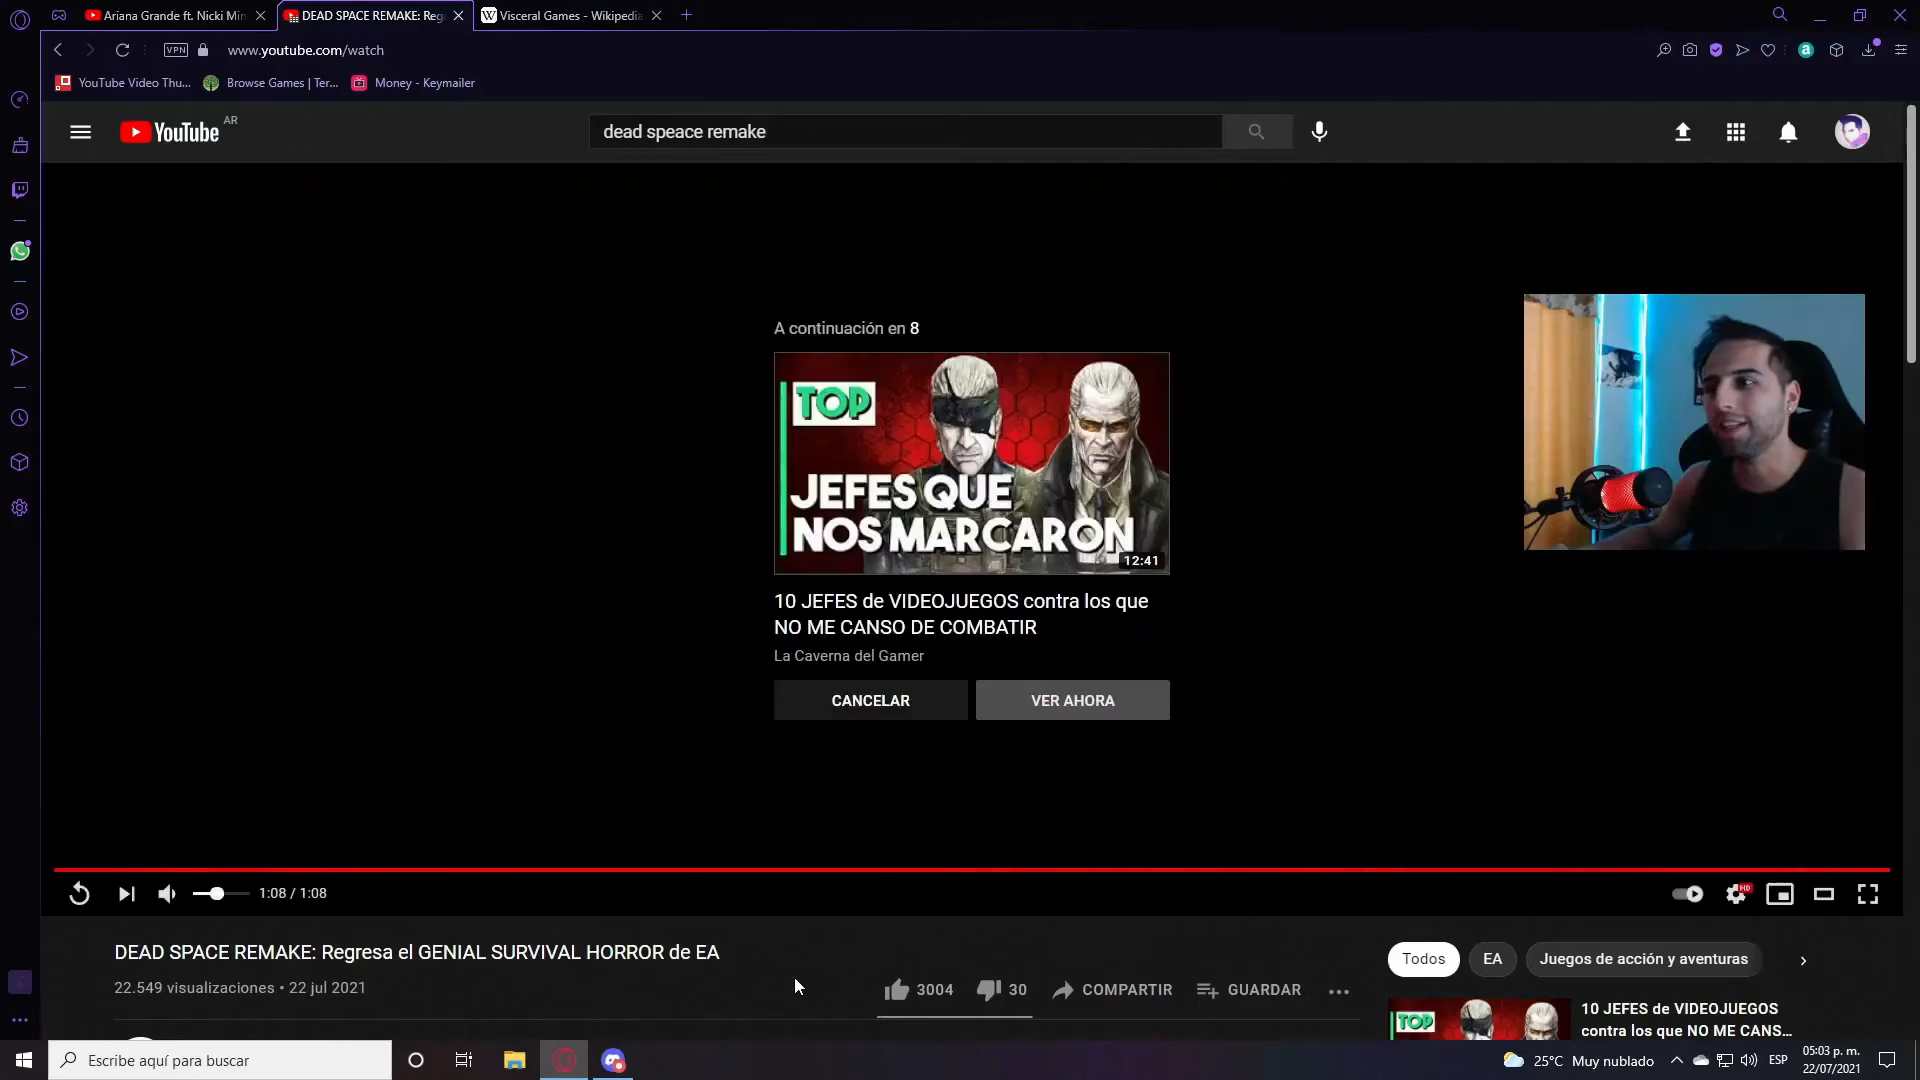 Ariana Grande ft. Nicki Min
DEAD SPACE REMAKE: Reg
Visceral Games - Wikipedia
VPN
www.youtube.com/watch
YouTube Video Thu...
Browse Games | Ter...
Money - Keymailer
YouTube
AR
dead speace remake
A continuación en 8
TOP
JEFES QUE
NOS MARCARON
12:41
10 JEFES de VIDEOJUEGOS contra los que
NO ME CANSO DE COMBATIR
La Caverna del Gamer
CANCELAR
VER AHORA
1:08 / 1:08
HD
DEAD SPACE REMAKE: Regresa el GENIAL SURVIVAL HORROR de EA
22.549 visualizaciones • 22 jul 2021
3004
30
COMPARTIR
GUARDAR
Todos
EA
Juegos de acción y aventuras
TOP
10 JEFES de VIDEOJUEGOS
contra los que NO ME CANS...
Escribe aquí para buscar
25°C Muy nublado
ESP
05:03 p. m.
22/07/2021